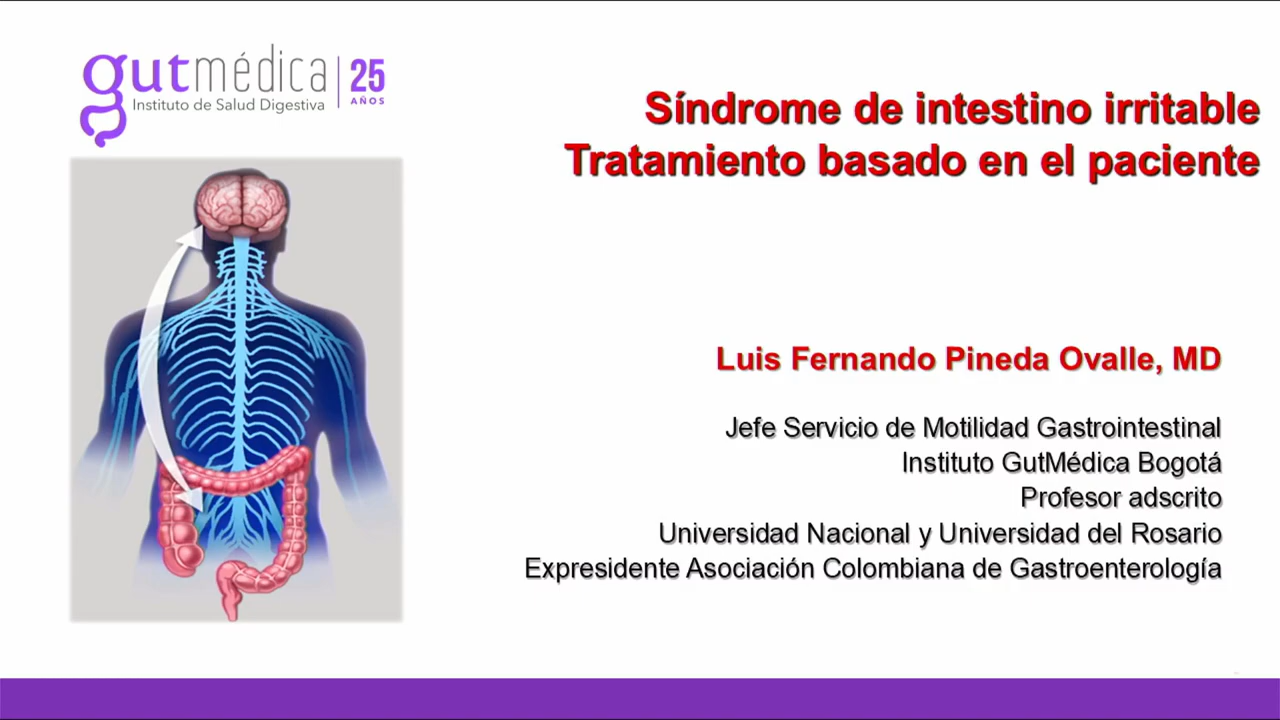 gutmédica
25
AÑOS
Instituto de Salud Digestiva
Síndrome de intestino irritable
Tratamiento basado en el paciente
Luis Fernando Pineda Ovalle, MD
Jefe Servicio de Motilidad Gastrointestinal
Instituto GutMédica Bogotá
Profesor adscrito
Universidad Nacional y Universidad del Rosario
Expresidente Asociación Colombiana de Gastroenterología